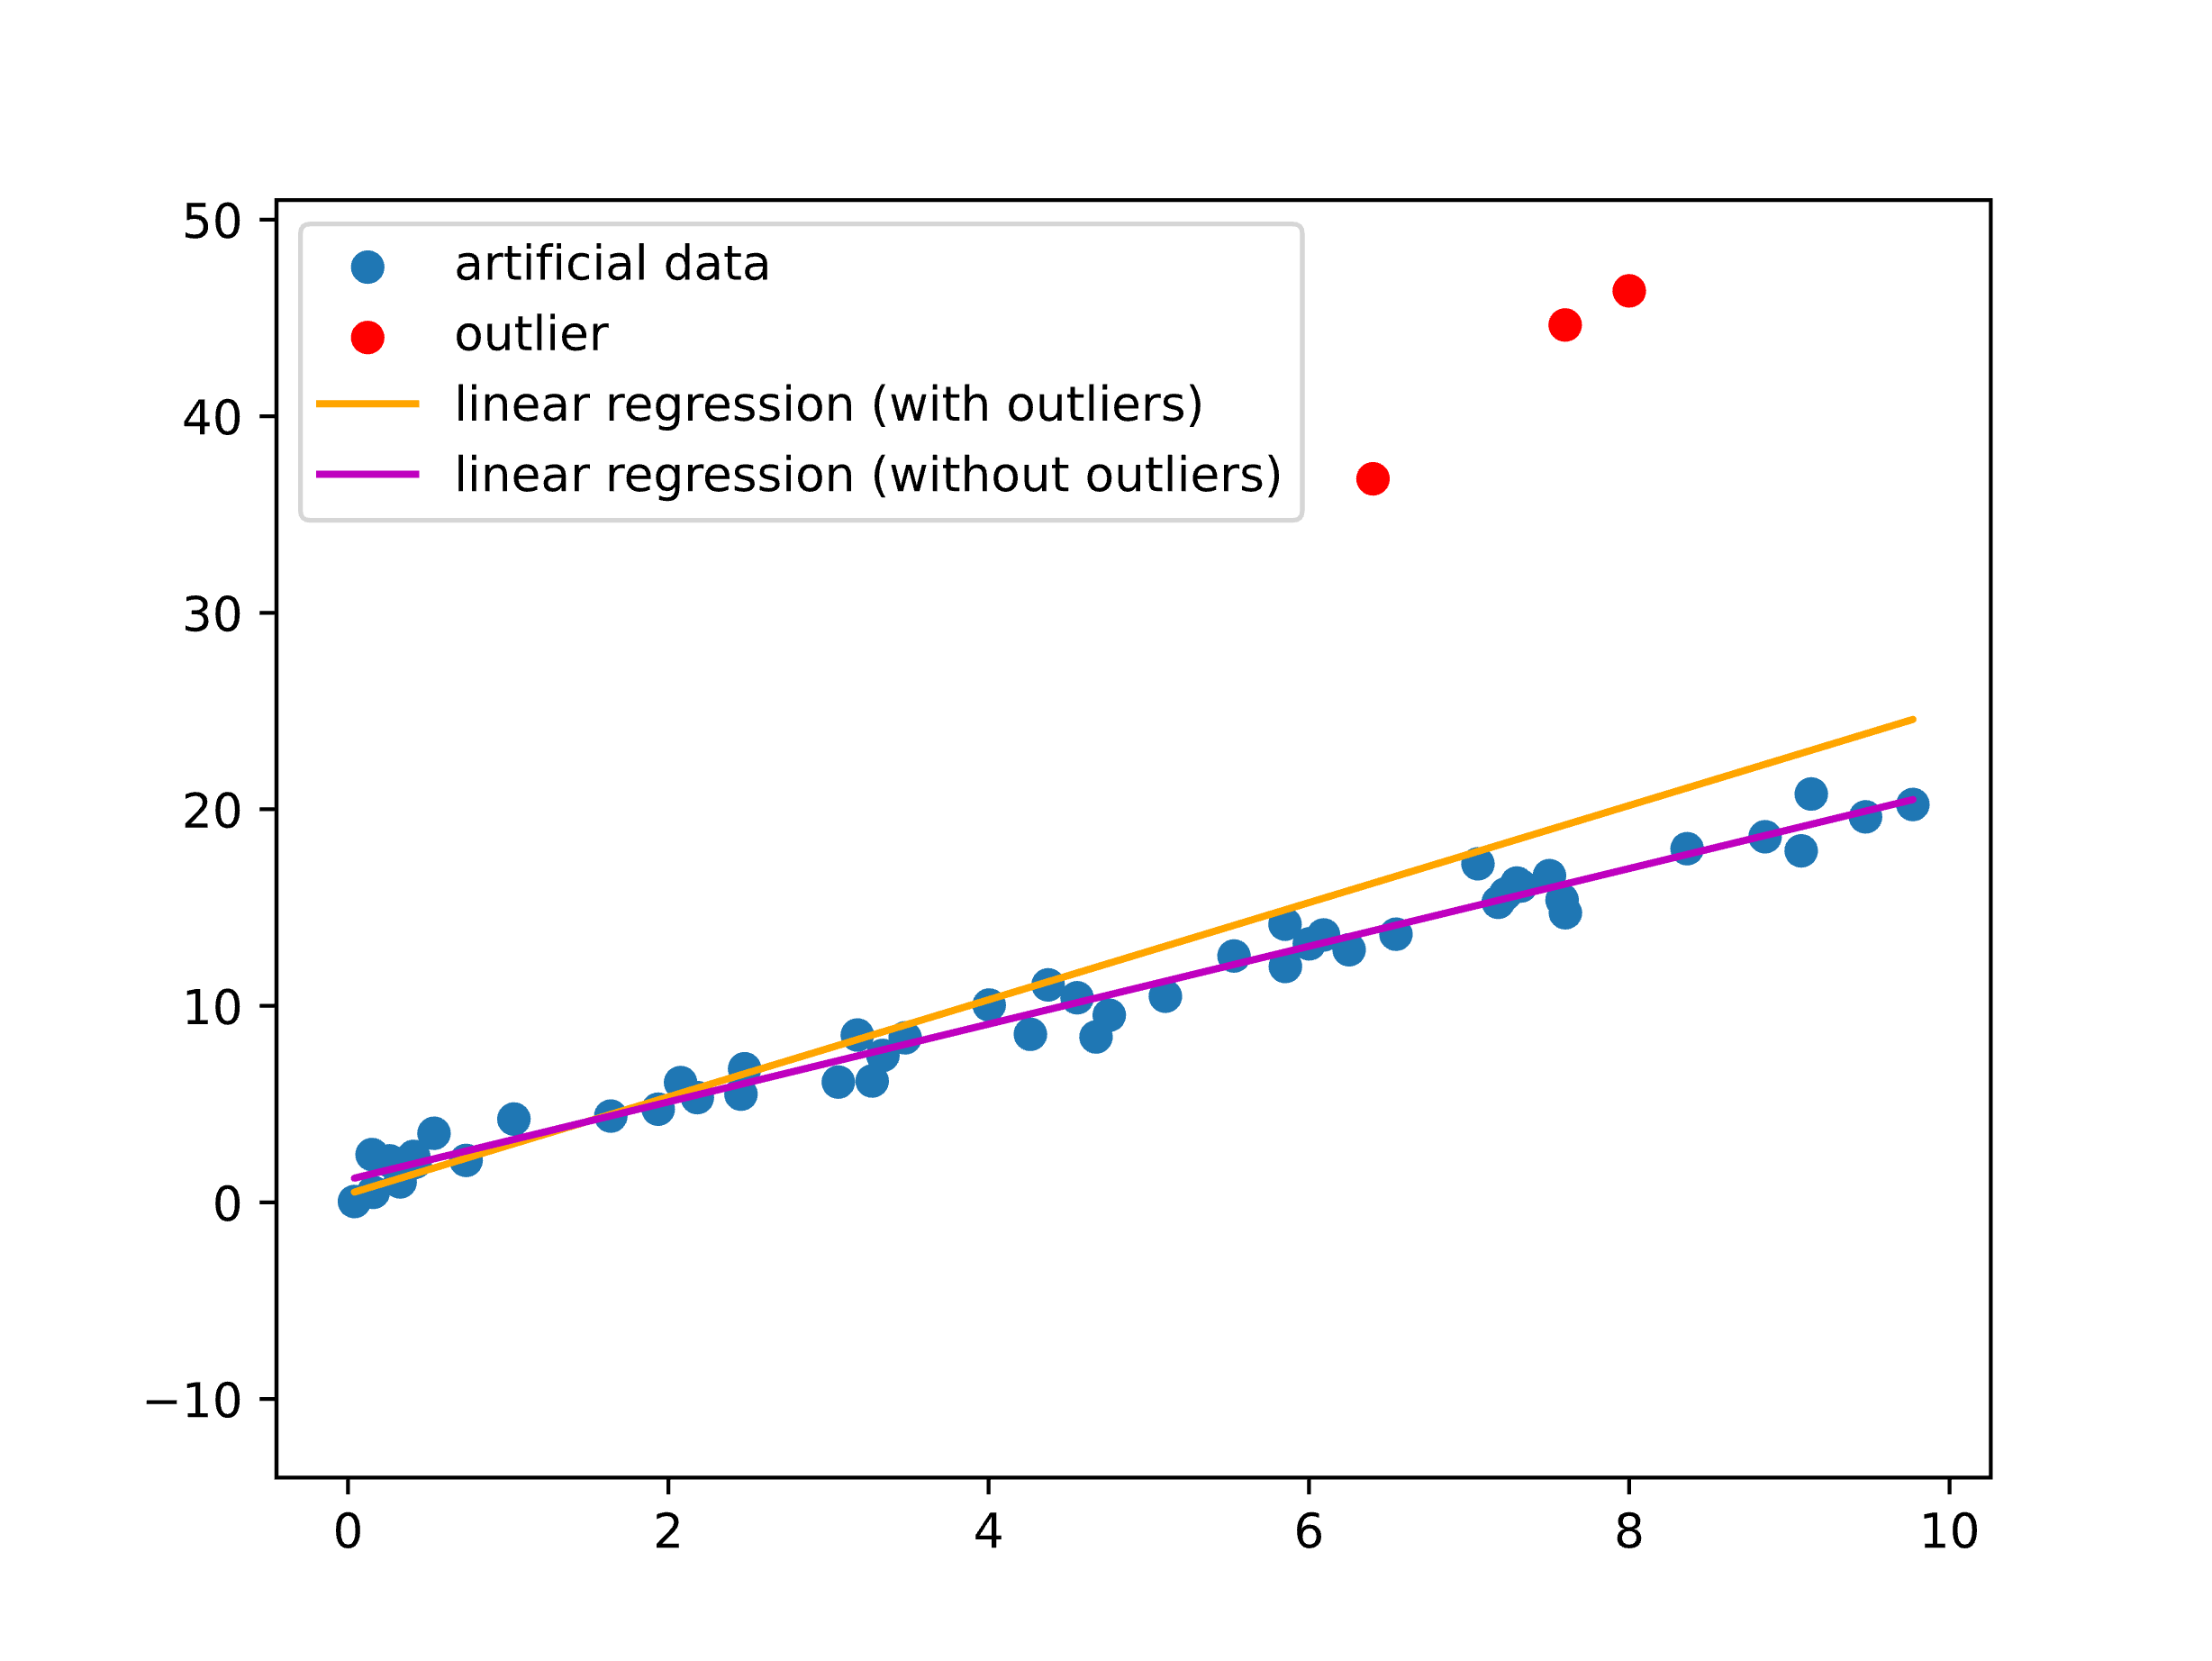 50
40
30
20
10
0
−10
artificial data
outlier
linear regression (with outliers)
linear regression (without outliers)
0 2 4 6 8 10